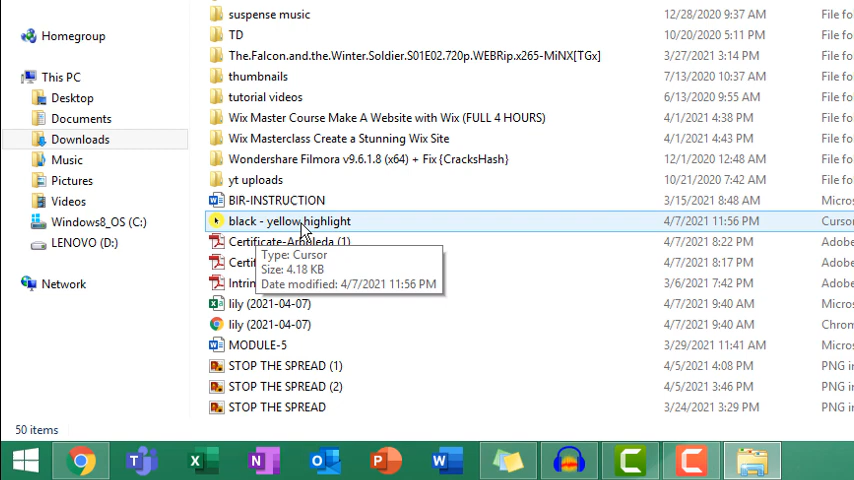 suspense music 12/28/2020 9:37 AM File fo
Homegroup
TD 10/20/2020 5:11 PM File fo
The.Falcon.and.the.Winter.Soldier.S01E02.720p.WEBRip.x265-MiNX[TGx] 3/27/2021 3:14 PM File fo
This PC
thumbnails 7/13/2020 10:37 AM File fo
Desktop
tutorial videos 6/13/2020 9:55 AM File fo
Documents
Wix Master Course Make A Website with Wix (FULL 4 HOURS) 4/1/2021 4:38 PM File fo
Downloads
Wix Masterclass Create a Stunning Wix Site 4/1/2021 4:43 PM File fo
Music
Wondershare Filmora v9.6.1.8 (x64) + Fix {CracksHash} 12/1/2020 12:48 AM File fo
Pictures
yt uploads 10/21/2020 7:42 AM File fo
Videos
BIR-INSTRUCTION 3/15/2021 8:48 AM Micros
Windows8_OS (C:)
black - yellow highlight 4/7/2021 11:56 PM Cursor
LENOVO (D:)
Certificate-Arboleda (1) 4/7/2021 8:22 PM Adobe
Type: Cursor
Size: 4.18 KB
Date modified: 4/7/2021 11:56 PM
Certi 4/7/2021 8:17 PM Adobe
Network
Intrin 3/6/2021 7:42 PM Adobe
lily (2021-04-07) 4/7/2021 9:40 AM Micros
lily (2021-04-07) 4/7/2021 9:40 AM Chrom
MODULE-5 3/29/2021 11:41 AM Micros
STOP THE SPREAD (1) 4/5/2021 4:08 PM PNG in
STOP THE SPREAD (2) 4/5/2021 3:46 PM PNG in
STOP THE SPREAD 3/24/2021 3:29 PM PNG in
50 items